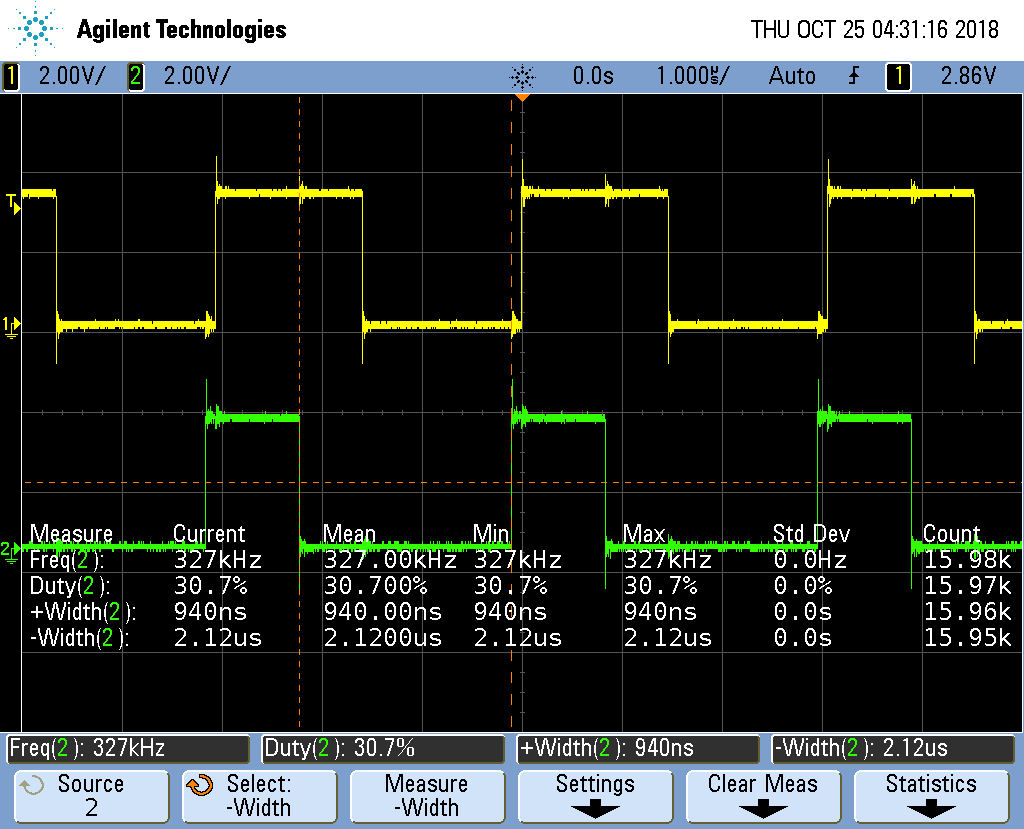 Agilent Technologies THU OCT 25 04:31:16 2018
1 2.00V/ 2 2.00V/ 0.0s 1.000us/ Auto 1 2.86V
T
1
2
Measure Current Mean Min Max Std Dev Count
Freq(2): 327kHz 327.00kHz 327kHz 327kHz 0.0Hz 15.98k
Duty(2): 30.7% 30.700% 30.7% 30.7% 0.0% 15.97k
+Width(2): 940ns 940.00ns 940ns 940ns 0.0s 15.96k
-Width(2): 2.12us 2.1200us 2.12us 2.12us 0.0s 15.95k
Freq(2): 327kHz Duty(2): 30.7% +Width(2): 940ns -Width(2): 2.12us
Source Select: Measure Settings Clear Meas Statistics
2 -Width -Width